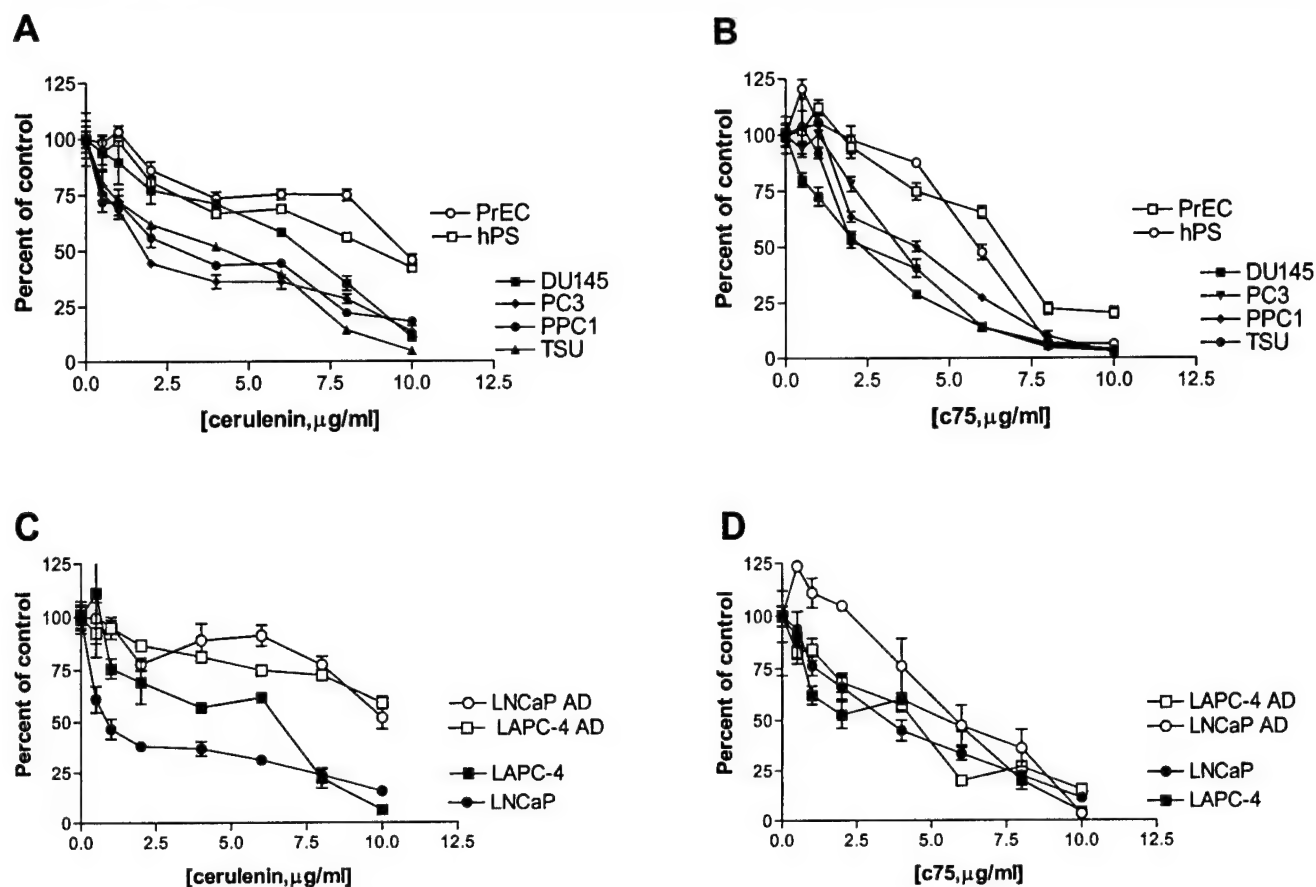 A
Percent of control
125
100
75
50
25
0
0.0 2.5 5.0 7.5 10.0 12.5
[cerulenin,μg/ml]
PrEC
hPS
DU145
PC3
PPC1
TSU
B
Percent of control
125
100
75
50
25
0
0.0 2.5 5.0 7.5 10.0 12.5
[c75,μg/ml]
PrEC
hPS
DU145
PC3
PPC1
TSU
C
Percent of control
125
100
75
50
25
0
0.0 2.5 5.0 7.5 10.0 12.5
[cerulenin,μg/ml]
LNCaP AD
LAPC-4 AD
LAPC-4
LNCaP
D
Percent of control
125
100
75
50
25
0
0.0 2.5 5.0 7.5 10.0 12.5
[c75,μg/ml]
LAPC-4 AD
LNCaP AD
LNCaP
LAPC-4